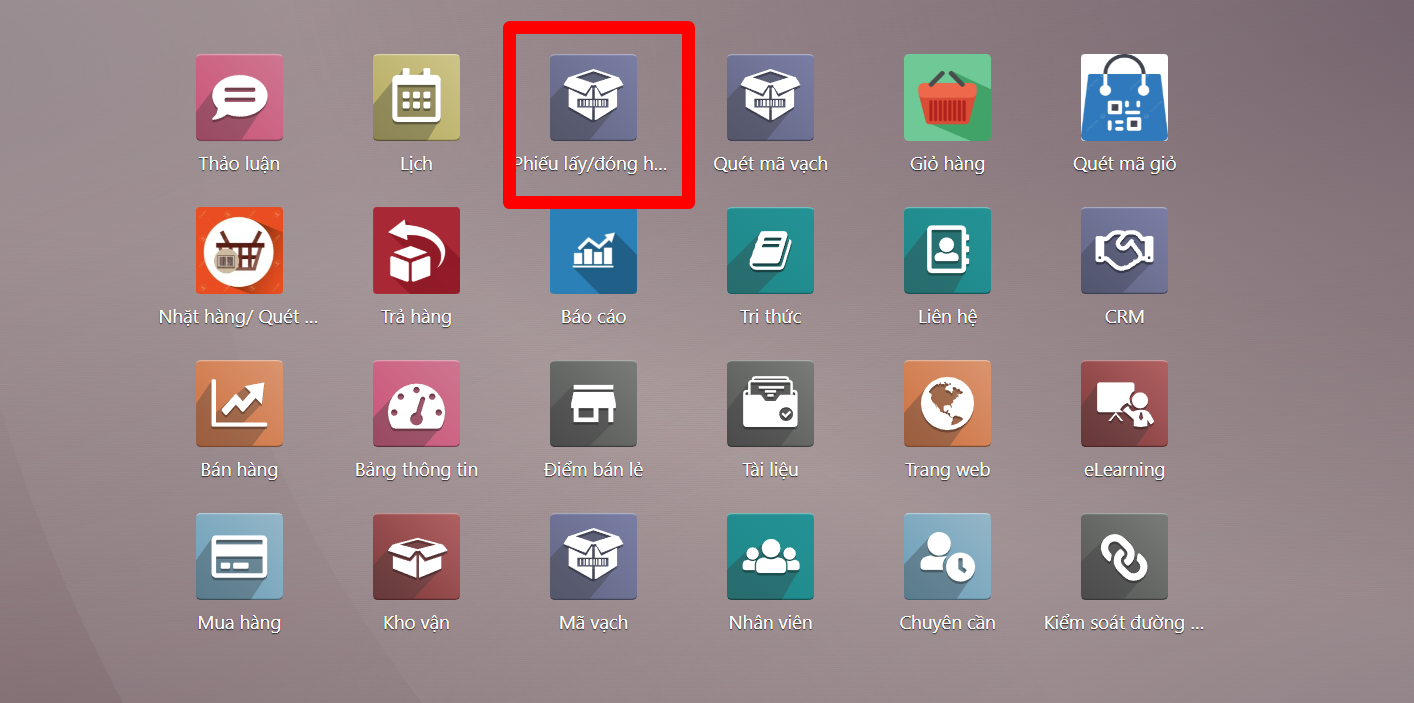 Thảo luận
Lịch
Phiếu lấy/đóng h...
Quét mã vạch
Giỏ hàng
Quét mã giỏ
Nhặt hàng/ Quét ...
Trả hàng
Báo cáo
Tri thức
Liên hệ
CRM
Bán hàng
Bảng thông tin
Điểm bán lẻ
Tài liệu
Trang web
eLearning
Mua hàng
Kho vận
Mã vạch
Nhân viên
Chuyên cần
Kiểm soát đường ...